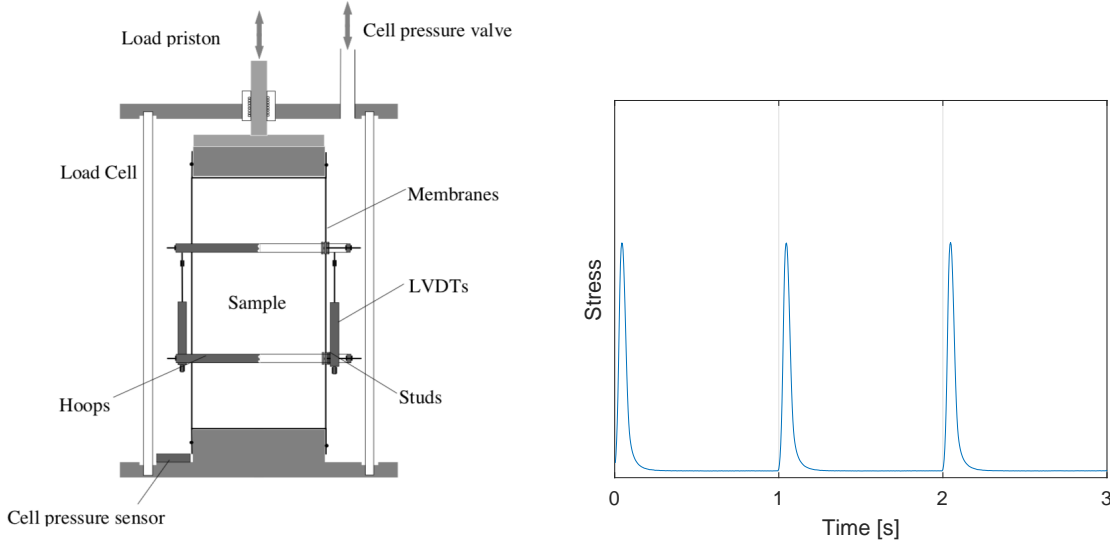 Load priston
Cell pressure valve
Load Cell
Membranes
Sample
LVDTs
Hoops
Studs
Cell pressure sensor
Stress
0
1
2
3
Time [s]